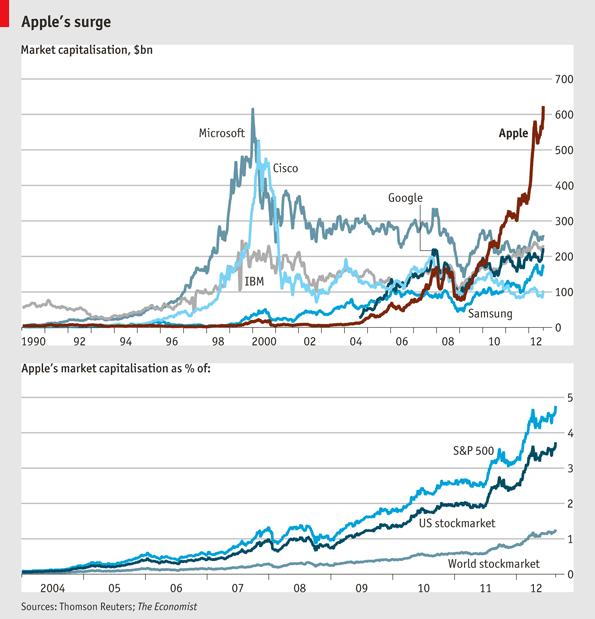 Apple's surge
Market capitalisation, $bn
700
600
Microsoft
Apple
500
Cisco
400
Google
300
200
IBM
100
Samsung
0
1990 92 94 96 98 2000 02 04 06 08 10 12
Apple's market capitalisation as % of:
5
4
S&P 500
3
2
US stockmarket
1
World stockmarket
0
2004 05 06 07 08 09 10 11 12
Sources: Thomson Reuters; The Economist